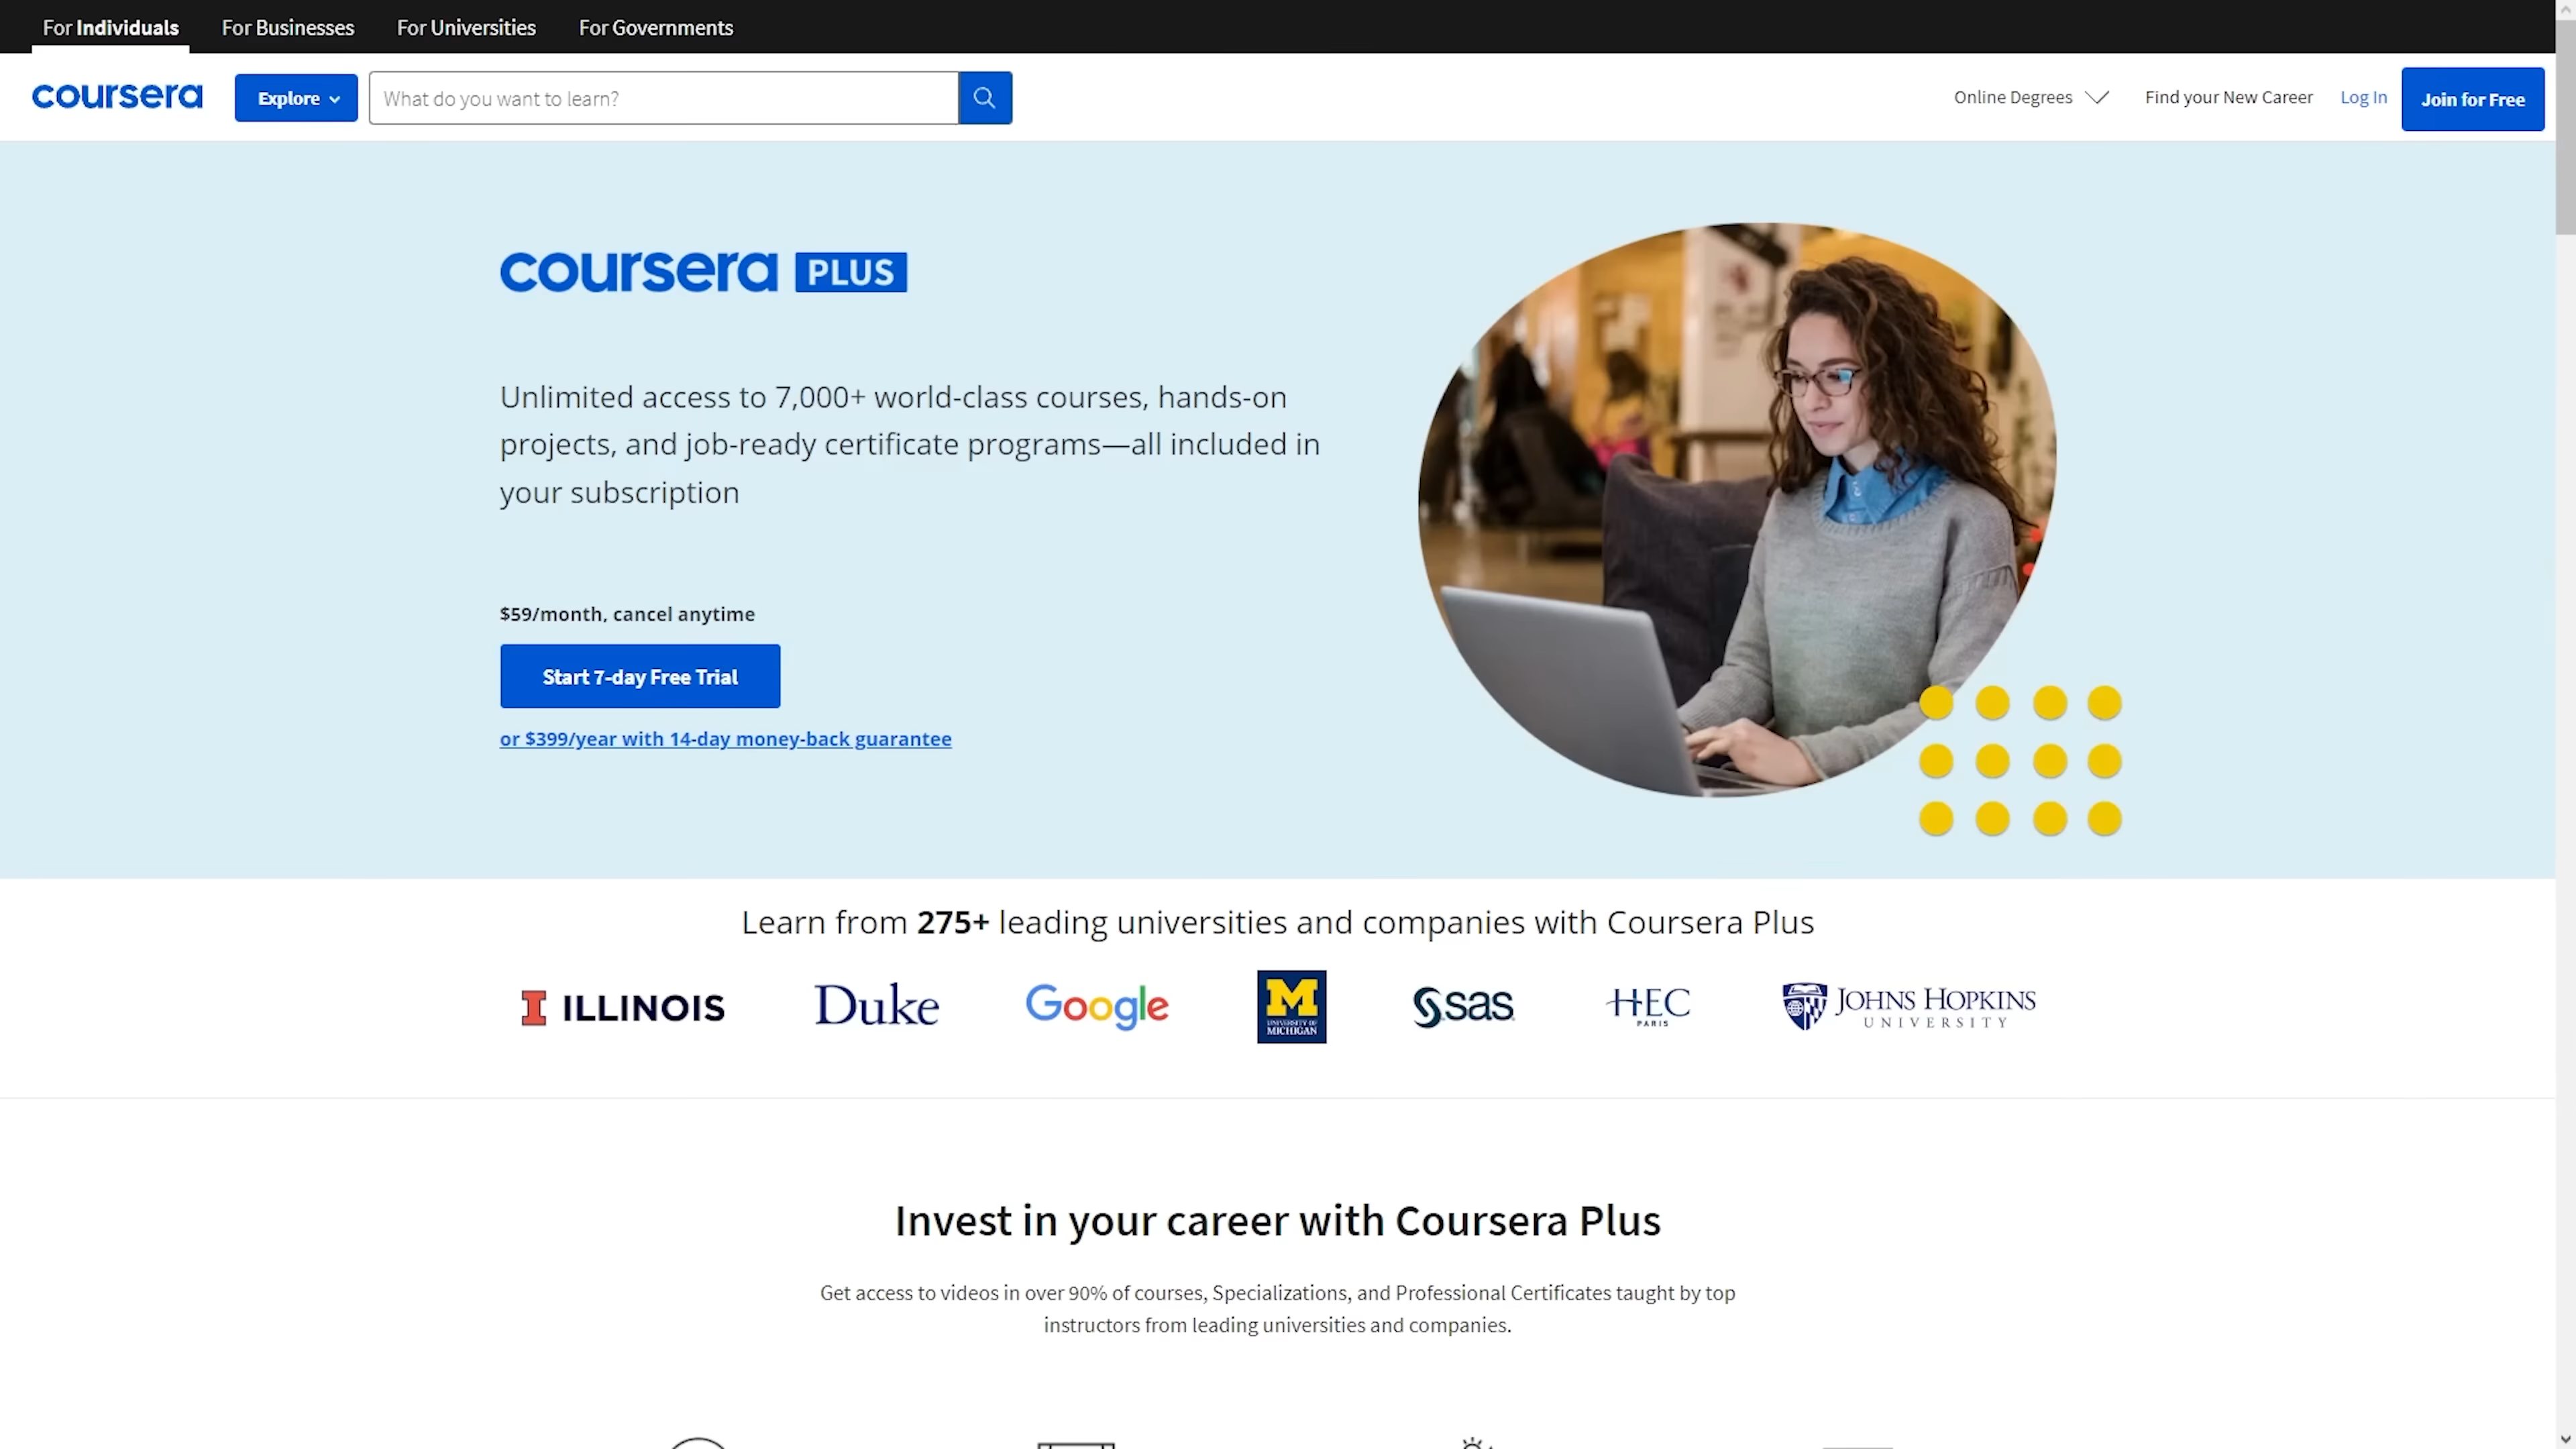 For Individuals
For Businesses
For Universities
For Governments
coursera
Explore
What do you want to learn?
Online Degrees
Find your New Career
Log In
Join for Free
coursera PLUS
Unlimited access to 7,000+ world-class courses, hands-on
projects, and job-ready certificate programs—all included in
your subscription
$59/month, cancel anytime
Start 7-day Free Trial
or $399/year with 14-day money-back guarantee
Learn from 275+ leading universities and companies with Coursera Plus
I ILLINOIS
Duke
Google
M
UNIVERSITY OF
MICHIGAN
sas
HEC
PARIS
JOHNS HOPKINS
UNIVERSITY
Invest in your career with Coursera Plus
Get access to videos in over 90% of courses, Specializations, and Professional Certificates taught by top
instructors from leading universities and companies.